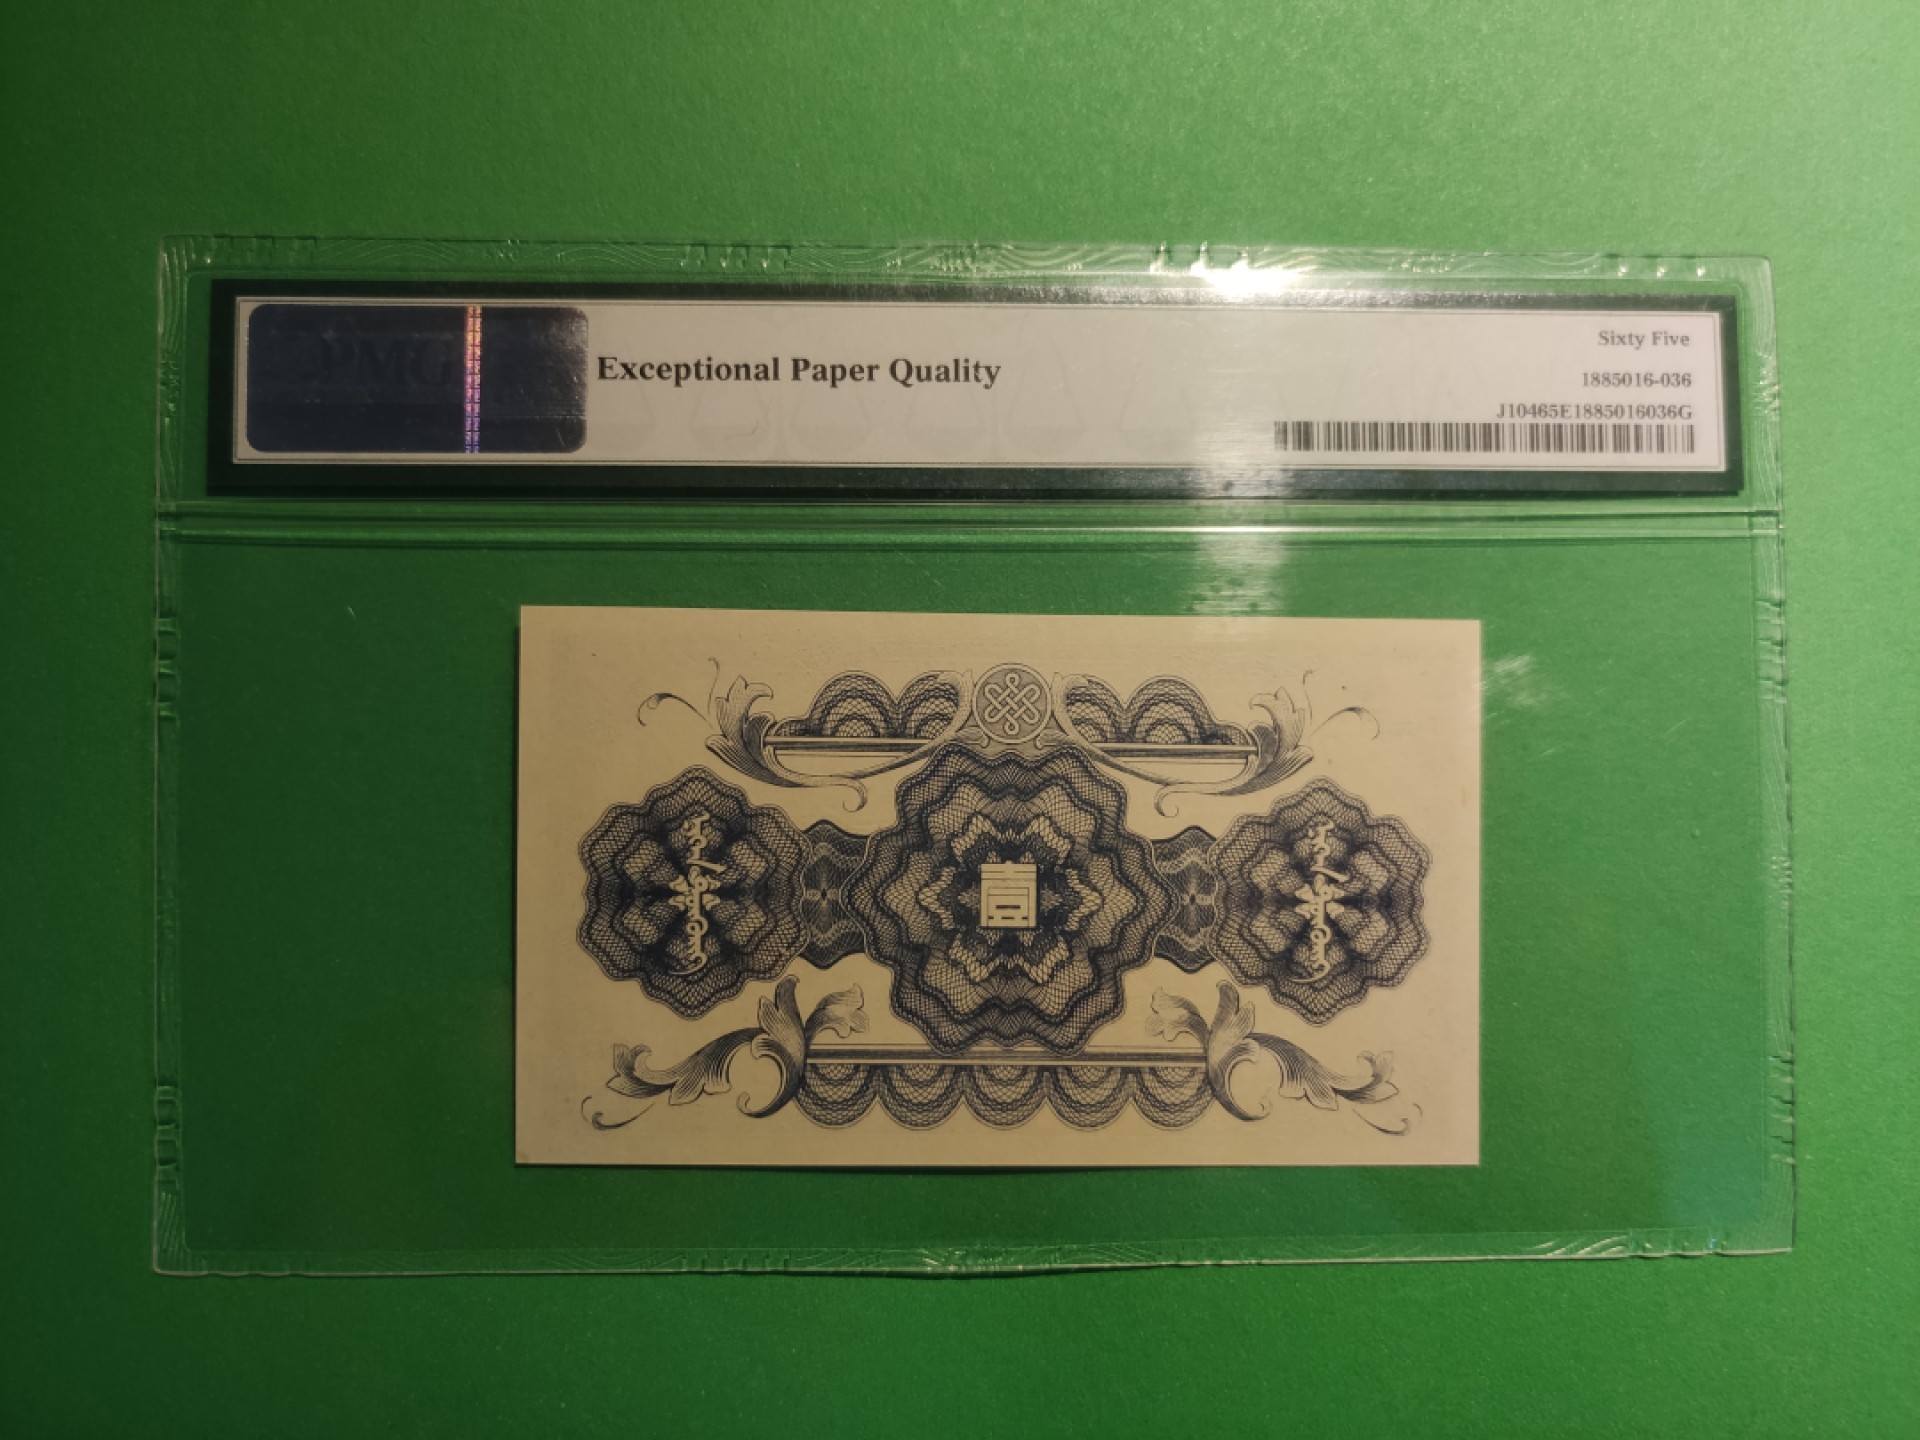 PMG
Exceptional Paper Quality
Sixty Five
1885016-036
J10465E1885016036G
壹